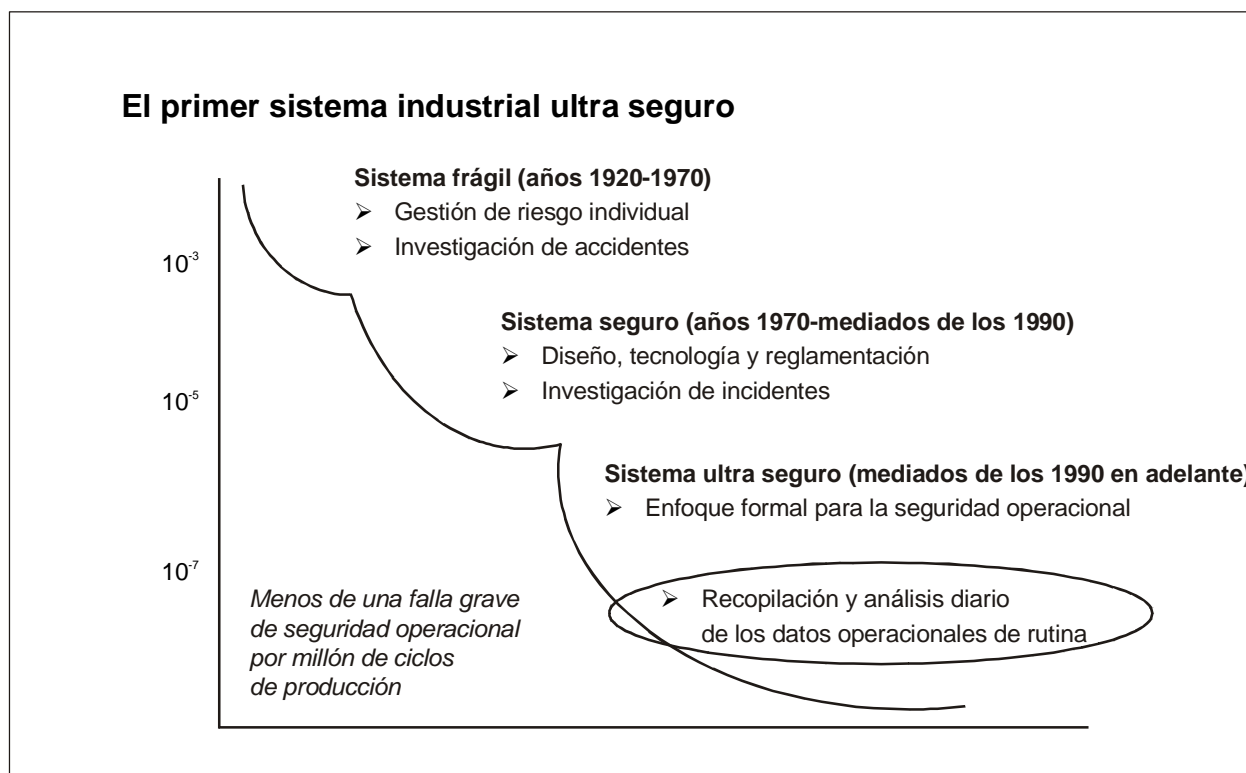 El primer sistema industrial ultra seguro
Sistema frágil (años 1920-1970)
➢ Gestión de riesgo individual
➢ Investigación de accidentes
10⁻³
Sistema seguro (años 1970-mediados de los 1990)
➢ Diseño, tecnología y reglamentación
➢ Investigación de incidentes
10⁻⁵
Sistema ultra seguro (mediados de los 1990 en adelante)
➢ Enfoque formal para la seguridad operacional
10⁻⁷
➢ Recopilación y análisis diario
de los datos operacionales de rutina
Menos de una falla grave
de seguridad operacional
por millón de ciclos
de producción